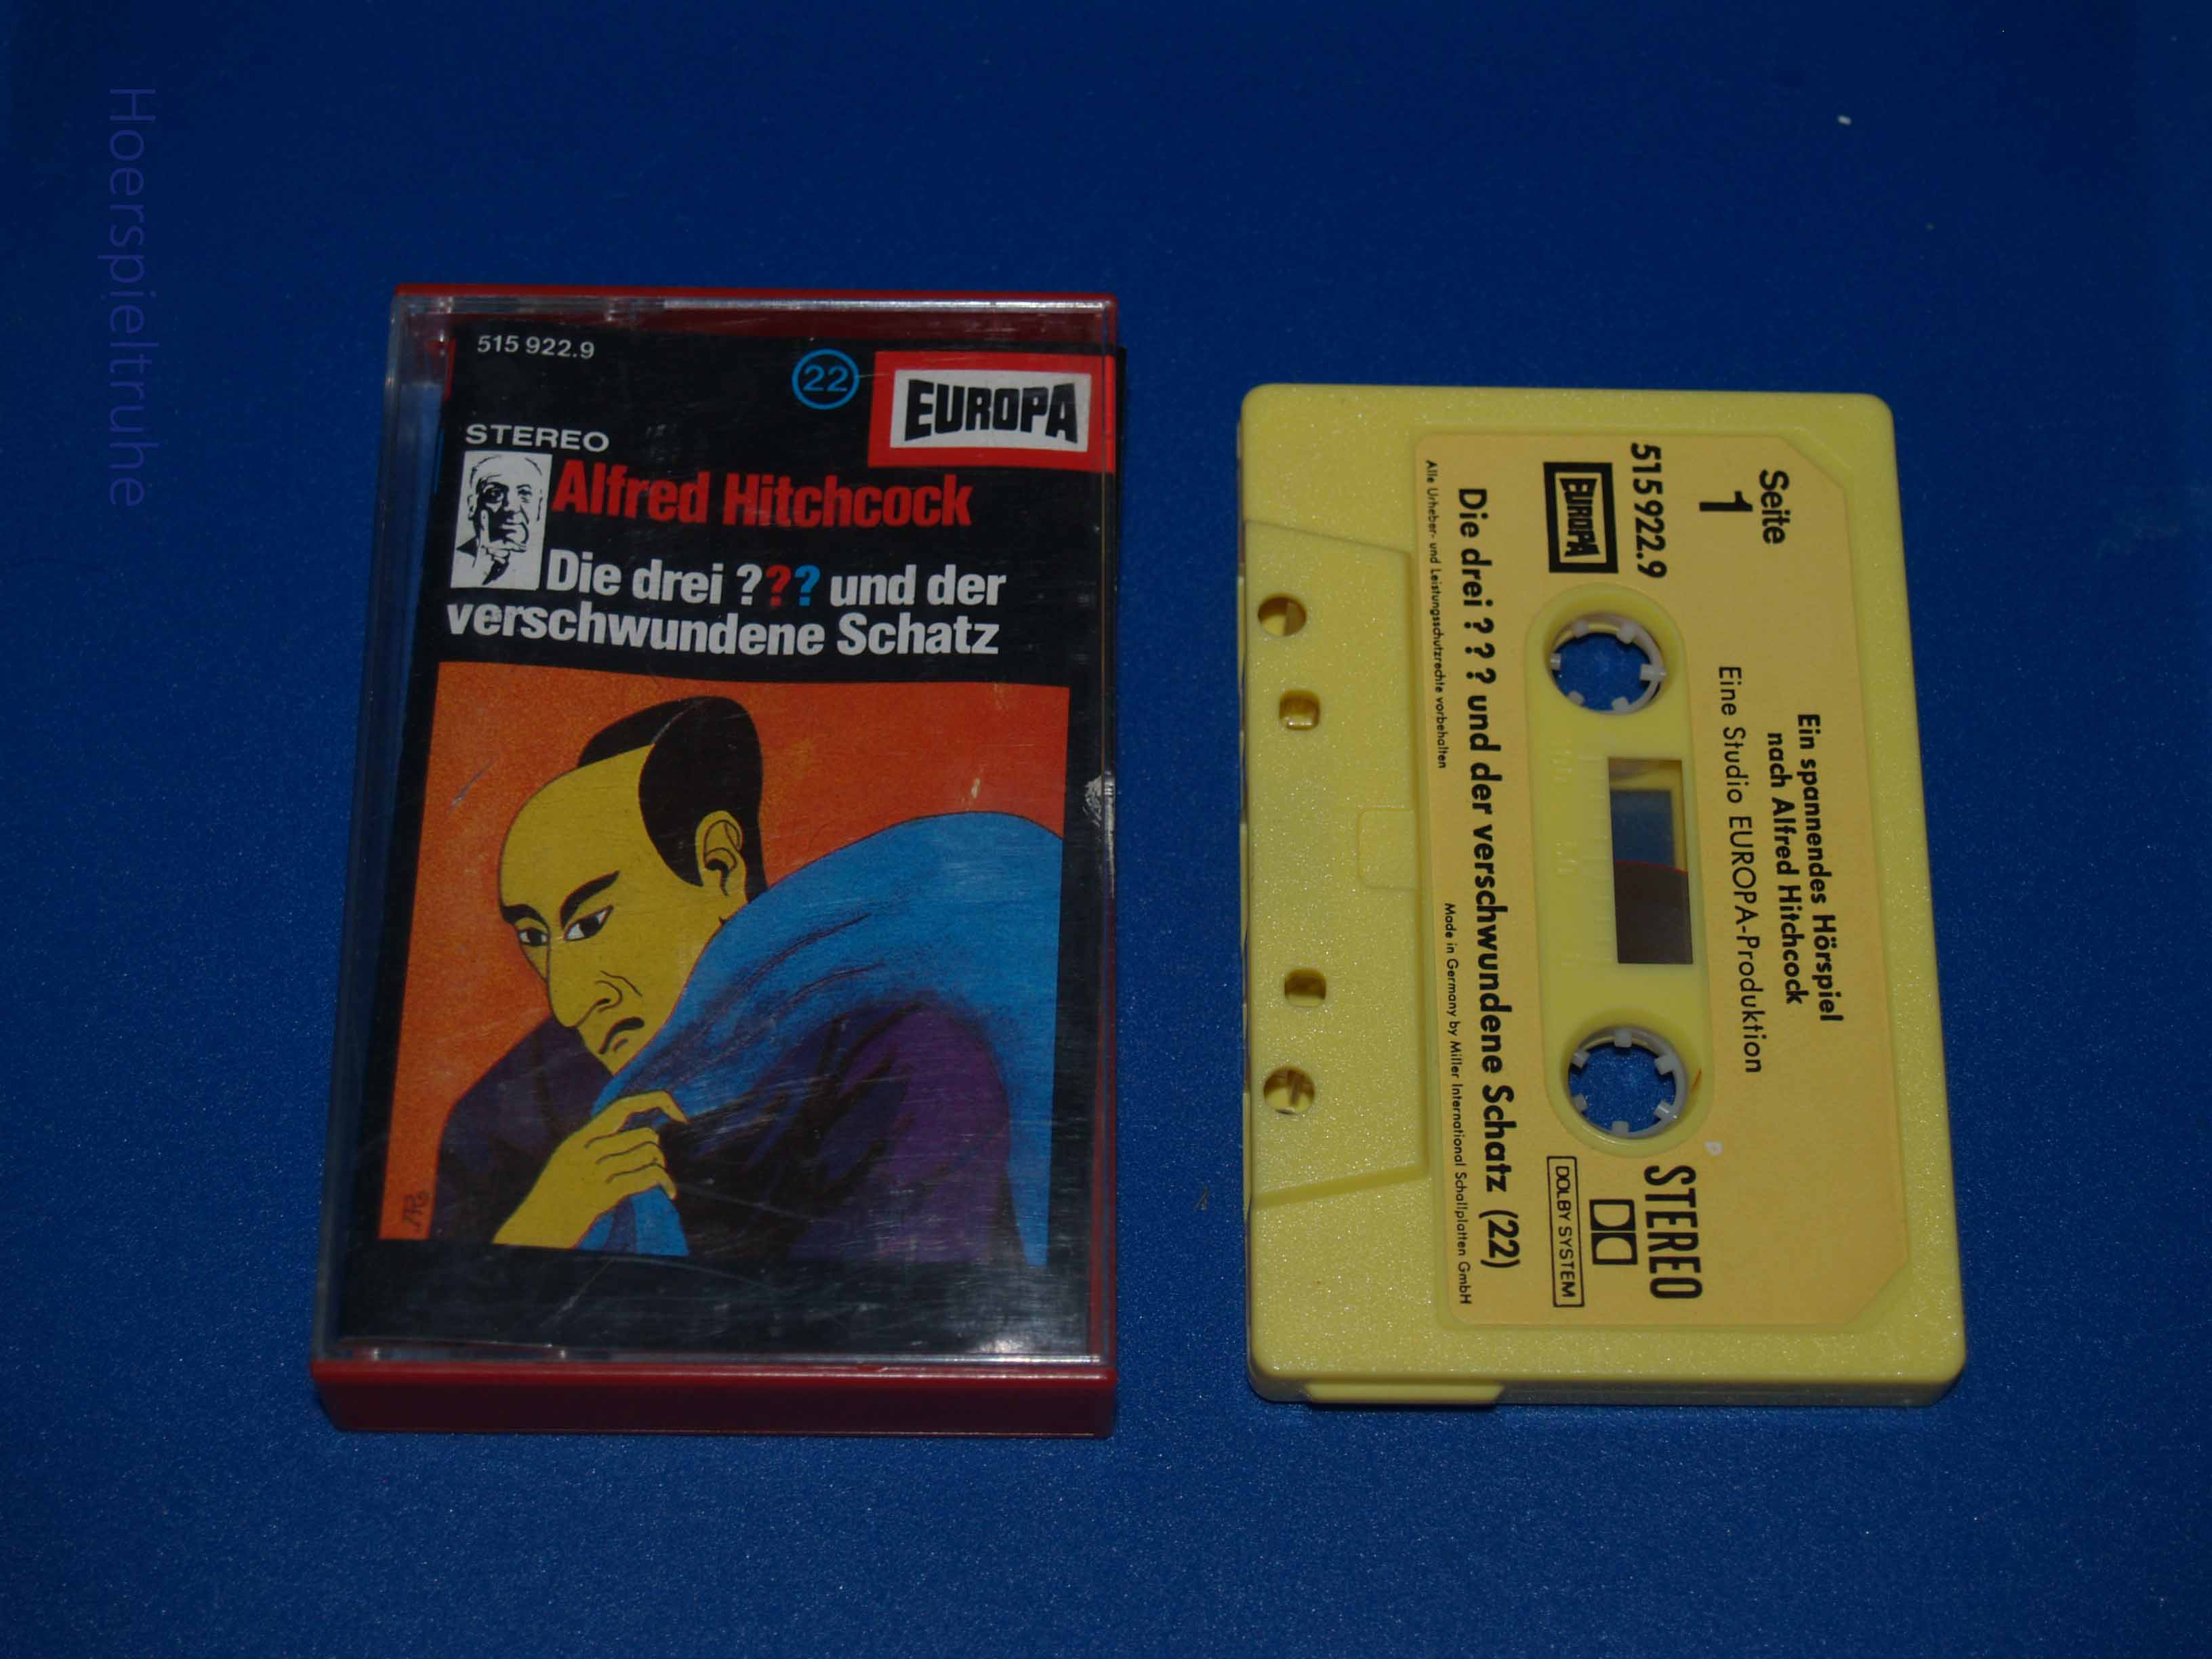 Hoerspieltruhe
515 922.9
22
EUROPA
STEREO
Alfred Hitchcock
Die drei ??? und der
verschwundene Schatz
Ein spannendes Hörspiel
nach Alfred Hitchcock
Eine Studio EUROPA-Produktion
Seite
1
515 922.9
EUROPA
STEREO
DOLBY SYSTEM
Die drei ? ? ? und der verschwundene Schatz (22)
Alle Urheber- und Leistungsschutzrechte vorbehalten
Made in Germany by Miller International Schallplatten GmbH